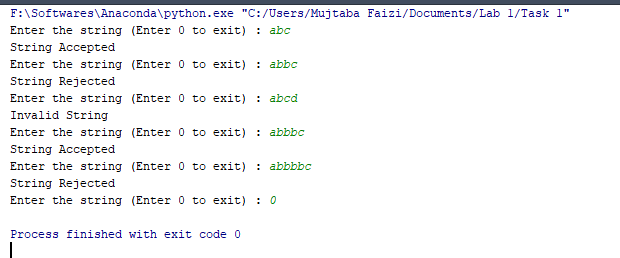 F:\Softwares\Anaconda\python.exe "C:/Users/Mujtaba Faizi/Documents/Lab 1/Task 1"
Enter the string (Enter 0 to exit) : abc
String Accepted
Enter the string (Enter 0 to exit) : abbc
String Rejected
Enter the string (Enter 0 to exit) : abcd
Invalid String
Enter the string (Enter 0 to exit) : abbbc
String Accepted
Enter the string (Enter 0 to exit) : abbbbc
String Rejected
Enter the string (Enter 0 to exit) : 0
Process finished with exit code 0